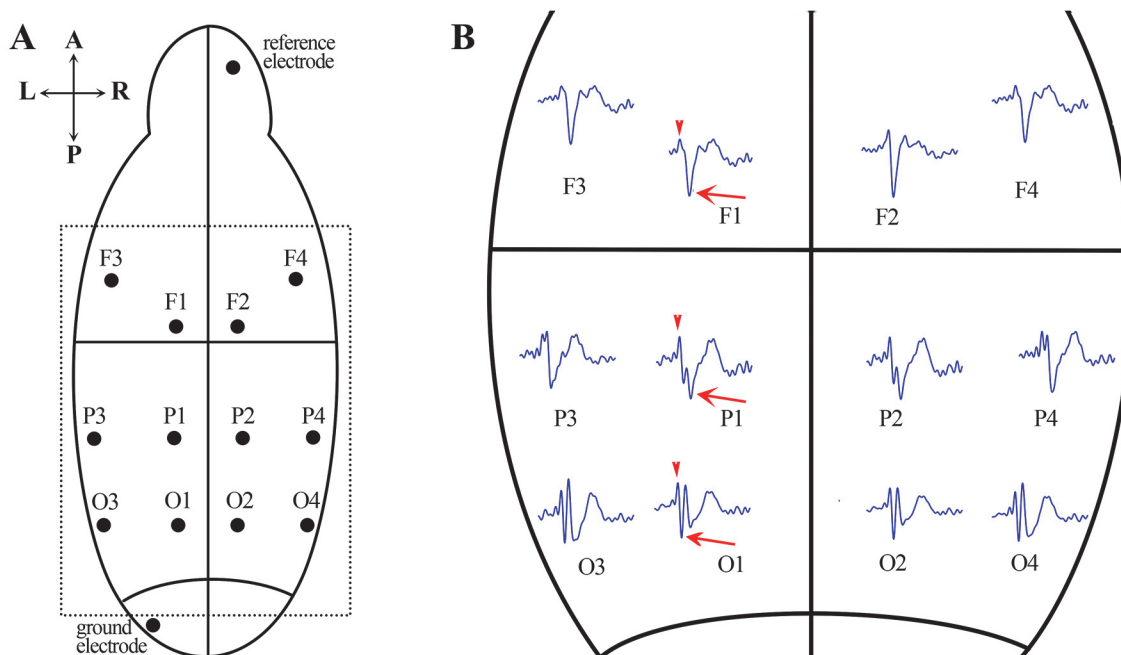 A
A
L R
P
reference
electrode
F3 F4
F1 F2
P3 P1 P2 P4
O3 O1 O2 O4
ground
electrode
B
F3 F1 F2 F4
P3 P1 P2 P4
O3 O1 O2 O4